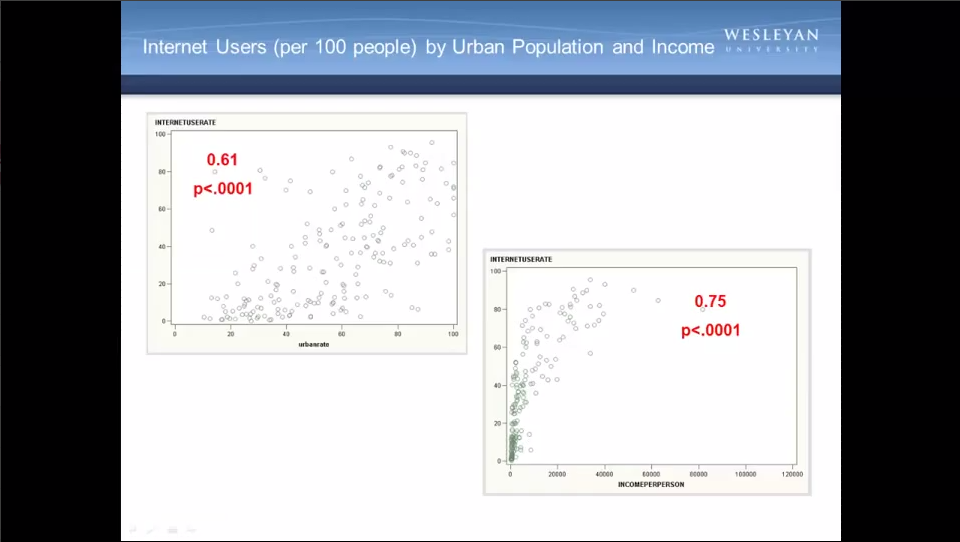 Internet Users (per 100 people) by Urban Population and Income
WESLEYAN
UNIVERSITY
INTERNETUSERATE
100
80
60
40
20
0
0 20 40 60 80 100
urbanrate
0.61
p<.0001
INTERNETUSERATE
100
80
60
40
20
0
0 20000 40000 60000 80000 100000 120000
INCOMEPERPERSON
0.75
p<.0001